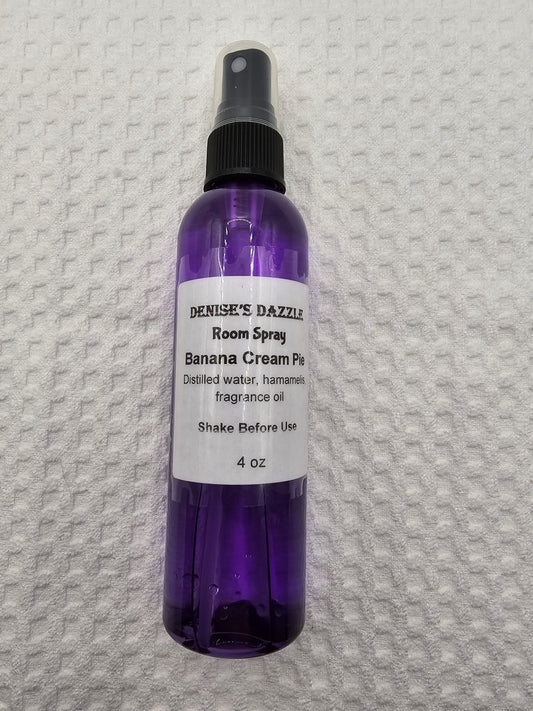 DENISE'S DAZZLE
Room Spray
Banana Cream Pie
Distilled water, hamamelis,
fragrance oil
Shake Before Use
4 oz